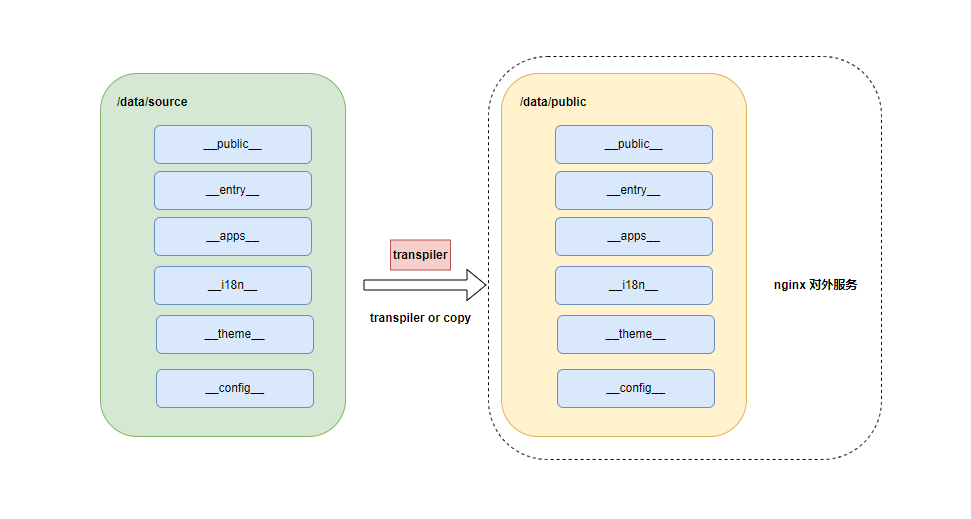 /data/source
__public__
__entry__
__apps__
__i18n__
__theme__
__config__
transpiler
transpiler or copy
/data/public
__public__
__entry__
__apps__
__i18n__
__theme__
__config__
nginx 对外服务